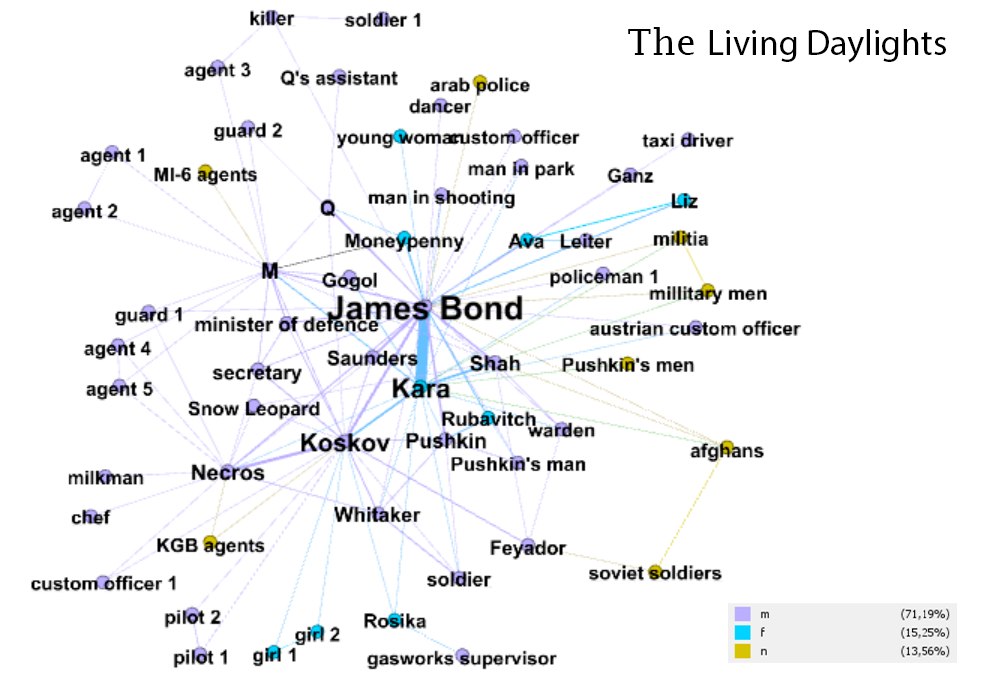 The Living Daylights
killer
soldier 1
agent 3
Q's assistant
arab police
dancer
guard 2
young woman
custom officer
taxi driver
agent 1
MI-6 agents
man in park
Ganz
agent 2
Q
man in shooting
Liz
Moneypenny
Ava
Leiter
militia
M
Gogol
policeman 1
millitary men
James Bond
guard 1
minister of defence
austrian custom officer
agent 4
Saunders
Shah
Pushkin's men
secretary
agent 5
Kara
Snow Leopard
Rubavitch
warden
Koskov
Pushkin
afghans
Necros
Pushkin's man
milkman
chef
Whitaker
KGB agents
Feyador
custom officer 1
soldier
soviet soldiers
pilot 2
girl 2
Rosika
pilot 1
girl 1
gasworks supervisor
m (71,19%)
f (15,25%)
n (13,56%)